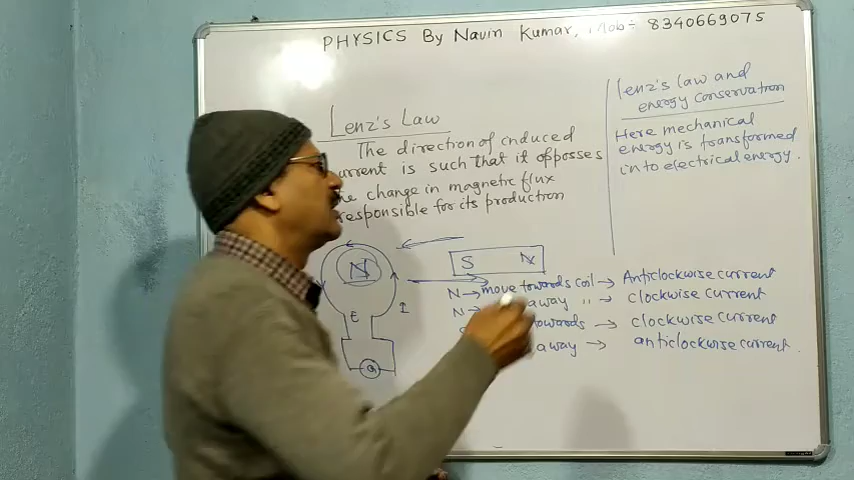 PHYSICS By Navin Kumar, Mob÷ 8340669075
Lenz's Law
The direction of induced
current is such that it opposses
the change in magnetic flux
responsible for its production
Lenz's law and
energy conservation
Here mechanical
energy is transformed
into electrical energy.
N
S N
E I
G
N → move towards coil → Anticlockwise current
N → away " → clockwise current
towards → clockwise current
away → anticlockwise current.